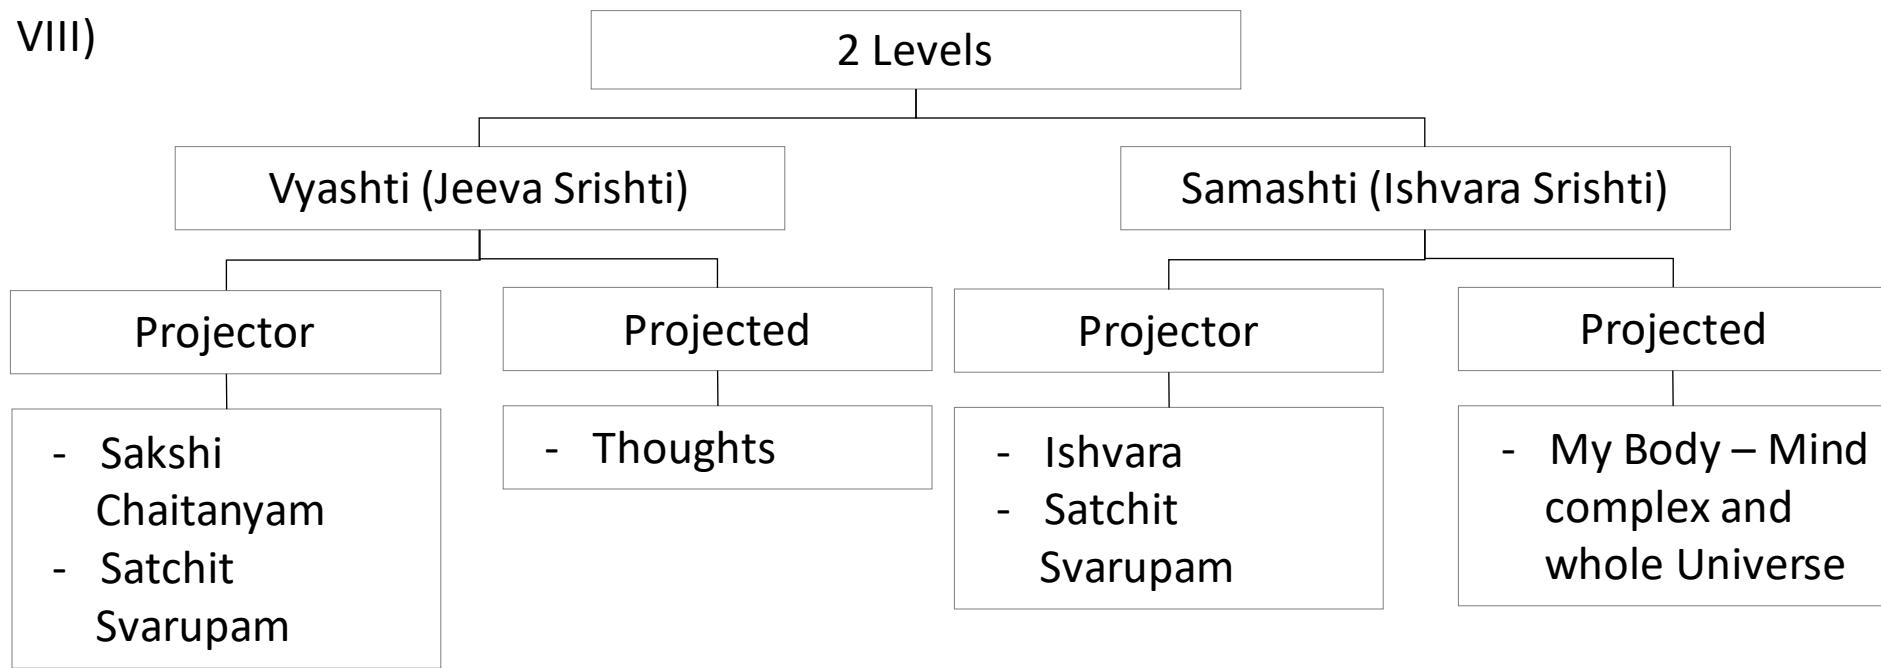 VIII)
2 Levels
Vyashti (Jeeva Srishti)
Samashti (Ishvara Srishti)
Projector
Projected
Projector
Projected
- Sakshi
Chaitanyam
- Satchit
Svarupam
- Thoughts
- Ishvara
- Satchit
Svarupam
- My Body – Mind
complex and
whole Universe